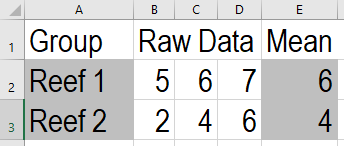 A B C D E
1 Group Raw Data Mean
2 Reef 1 5 6 7 6
3 Reef 2 2 4 6 4